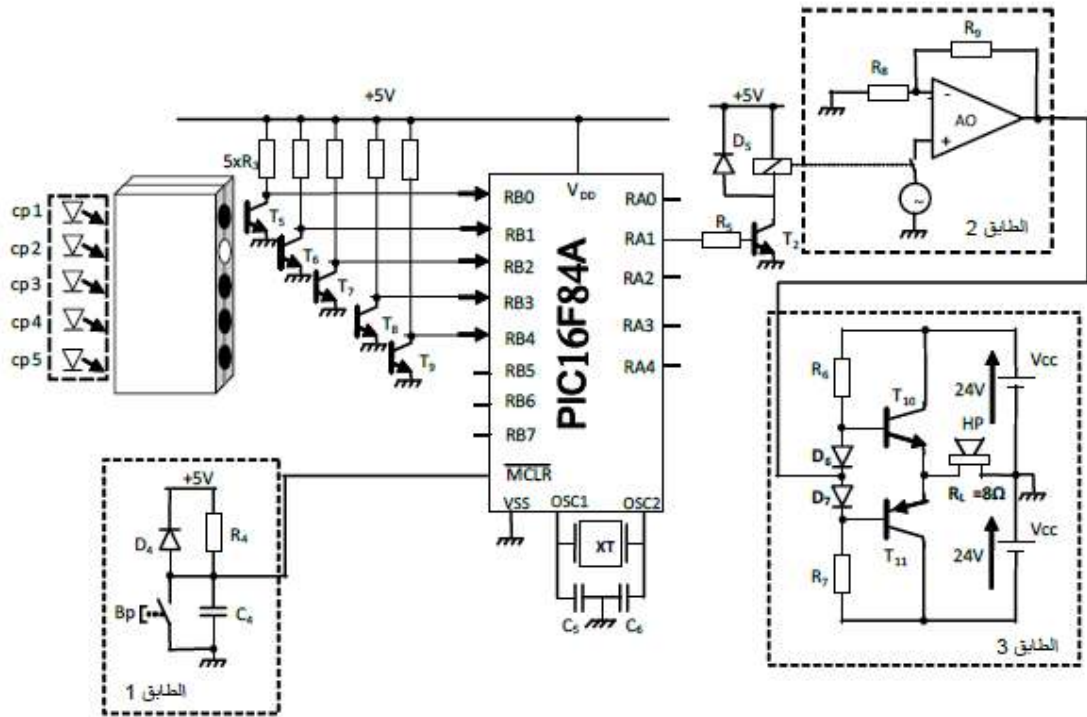 +5V
5xR3
cp1
cp2
cp3
cp4
cp5
T5
T6
T7
T8
T9
PIC16F84A
VDD
RB0
RB1
RB2
RB3
RB4
RB5
RB6
RB7
MCLR
VSS
OSC1
OSC2
RA0
RA1
RA2
RA3
RA4
XT
C5
C6
+5V
D4
R4
Bp
C4
الطابق 1
+5V
D5
R5
T2
R9
R8
-
AO
+
~
الطابق 2
R6
T10
Vcc
24V
HP
D6
D7
RL =8Ω
T11
Vcc
24V
R7
الطابق 3